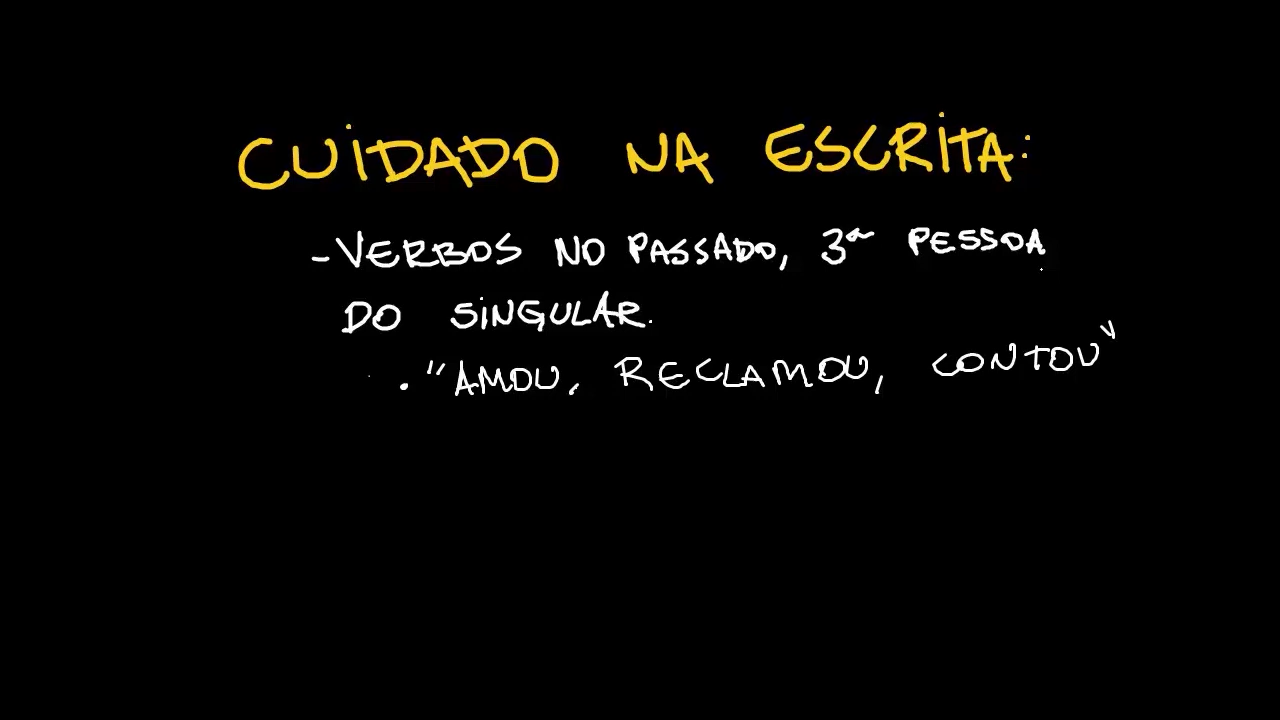 CUIDADO NA ESCRITA:
- VERBOS NO PASSADO, 3ª PESSOA
DO SINGULAR.
. "AMOU, RECLAMOU, CONTOU"